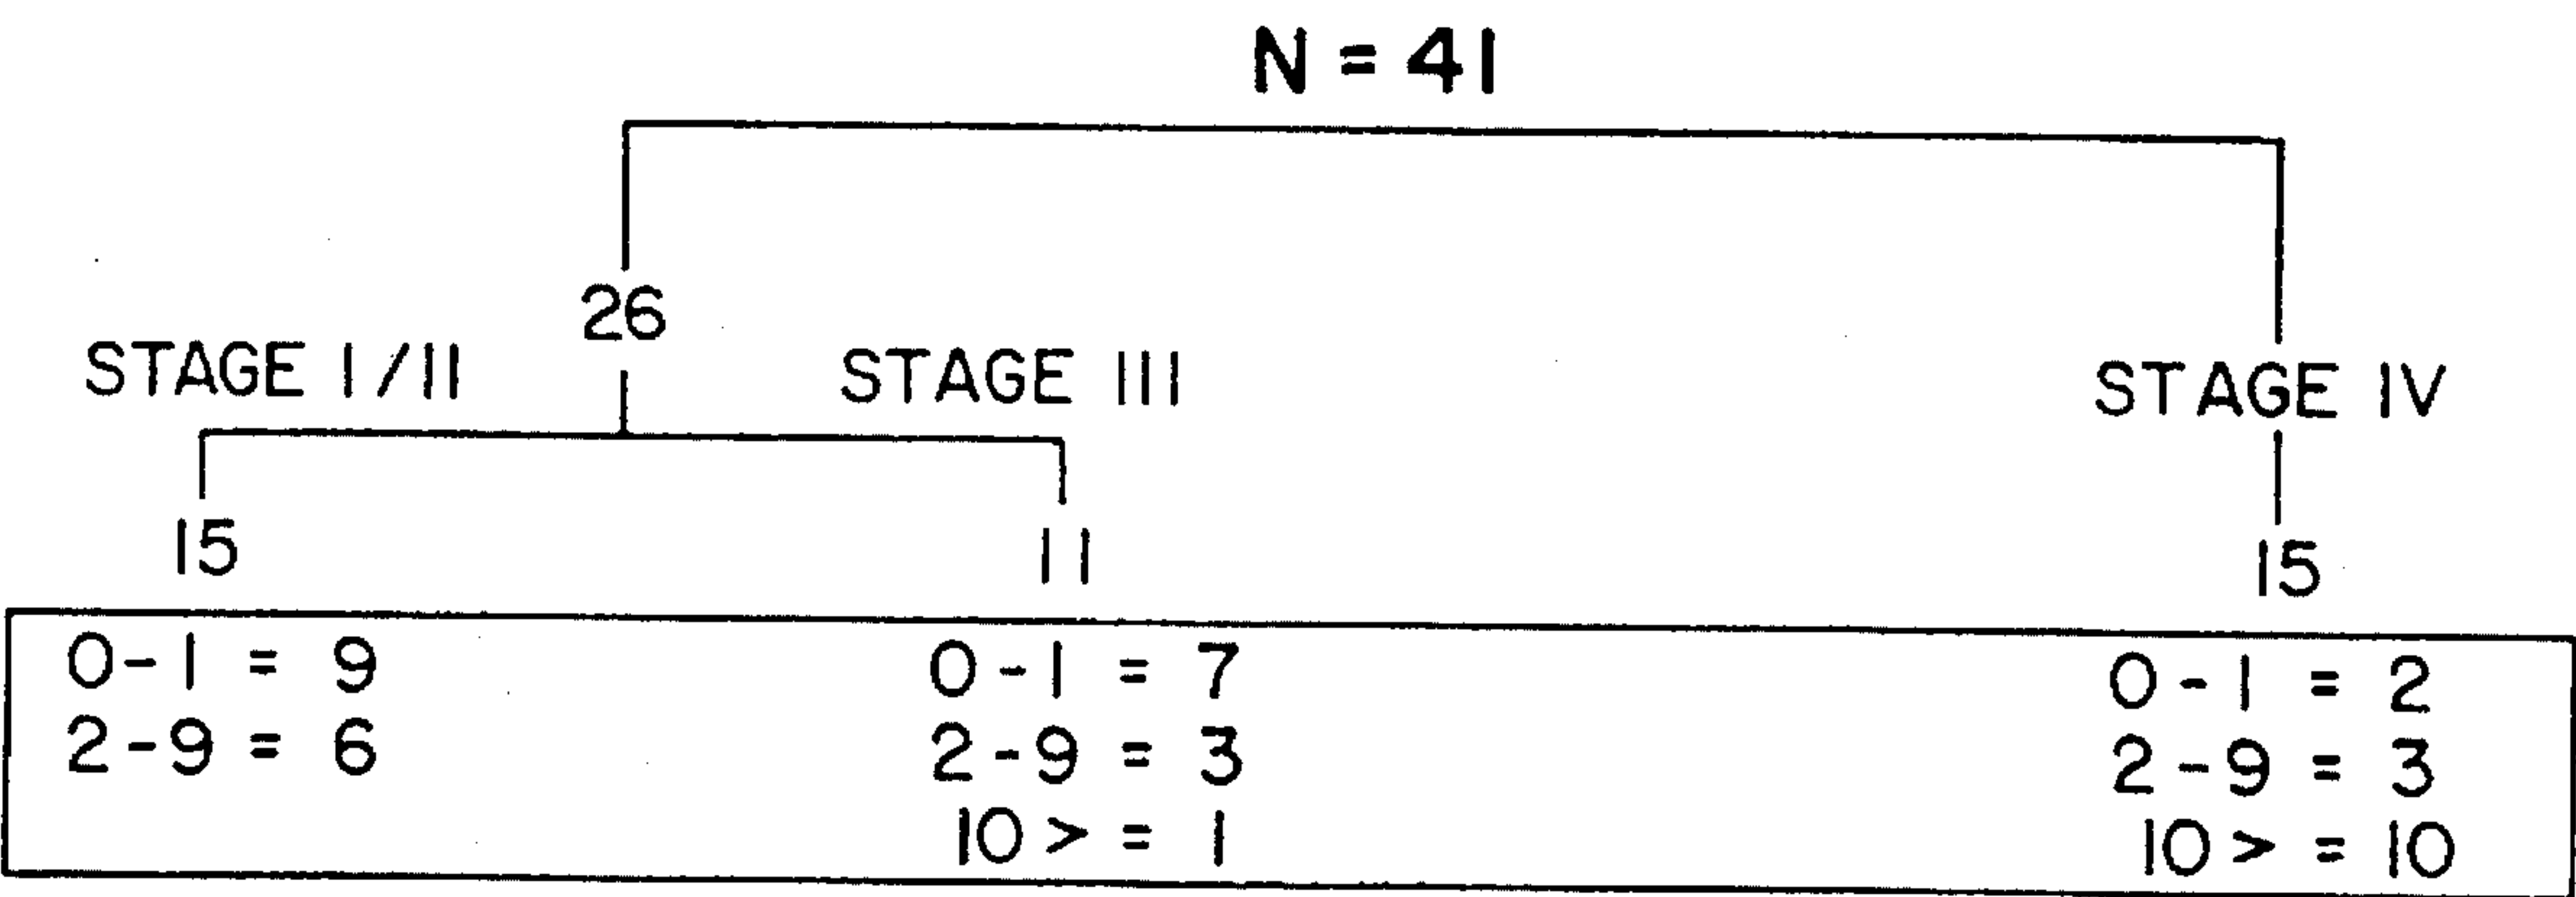 N = 41
26
STAGE I/II STAGE III STAGE IV
15 11 15
0-1 = 9 0-1 = 7 0-1 = 2
2-9 = 6 2-9 = 3 2-9 = 3
10> = 1 10> = 10